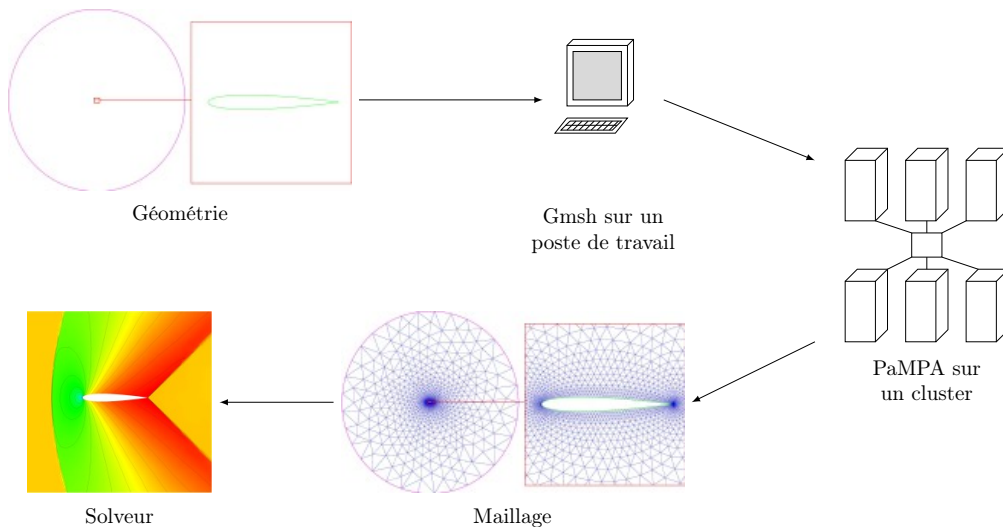 Géométrie
Gmsh sur un
poste de travail
PaMPA sur
un cluster
Maillage
Solveur